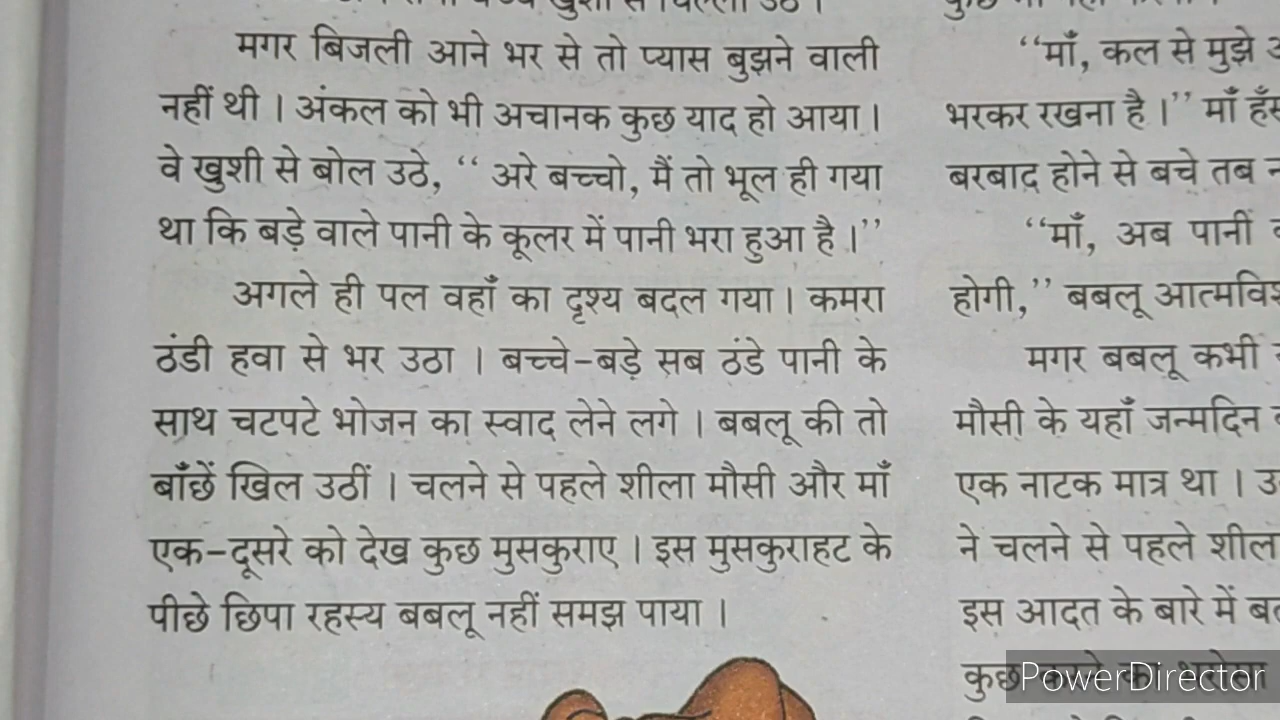 मगर बिजली आने भर से तो प्यास बुझने वाली
नहीं थी । अंकल को भी अचानक कुछ याद हो आया ।
वे खुशी से बोल उठे, “ अरे बच्चो, मैं तो भूल ही गया
था कि बड़े वाले पानी के कूलर में पानी भरा हुआ है ।”
अगले ही पल वहाँ का दृश्य बदल गया । कमरा
ठंडी हवा से भर उठा । बच्चे-बड़े सब ठंडे पानी के
साथ चटपटे भोजन का स्वाद लेने लगे । बबलू की तो
बाँछें खिल उठीं । चलने से पहले शीला मौसी और माँ
एक-दूसरे को देख कुछ मुसकुराए । इस मुसकुराहट के
पीछे छिपा रहस्य बबलू नहीं समझ पाया ।
“माँ, कल से मुझे
भरकर रखना है ।” माँ
बरबाद होने से बचे तब
“माँ, अब पानी
होगी,” बबलू
मगर बबलू कभी
मौसी के यहाँ जन्मदिन
एक नाटक मात्र था ।
ने चलने से पहले
इस आदत के बारे में
कुछ
PowerDirector